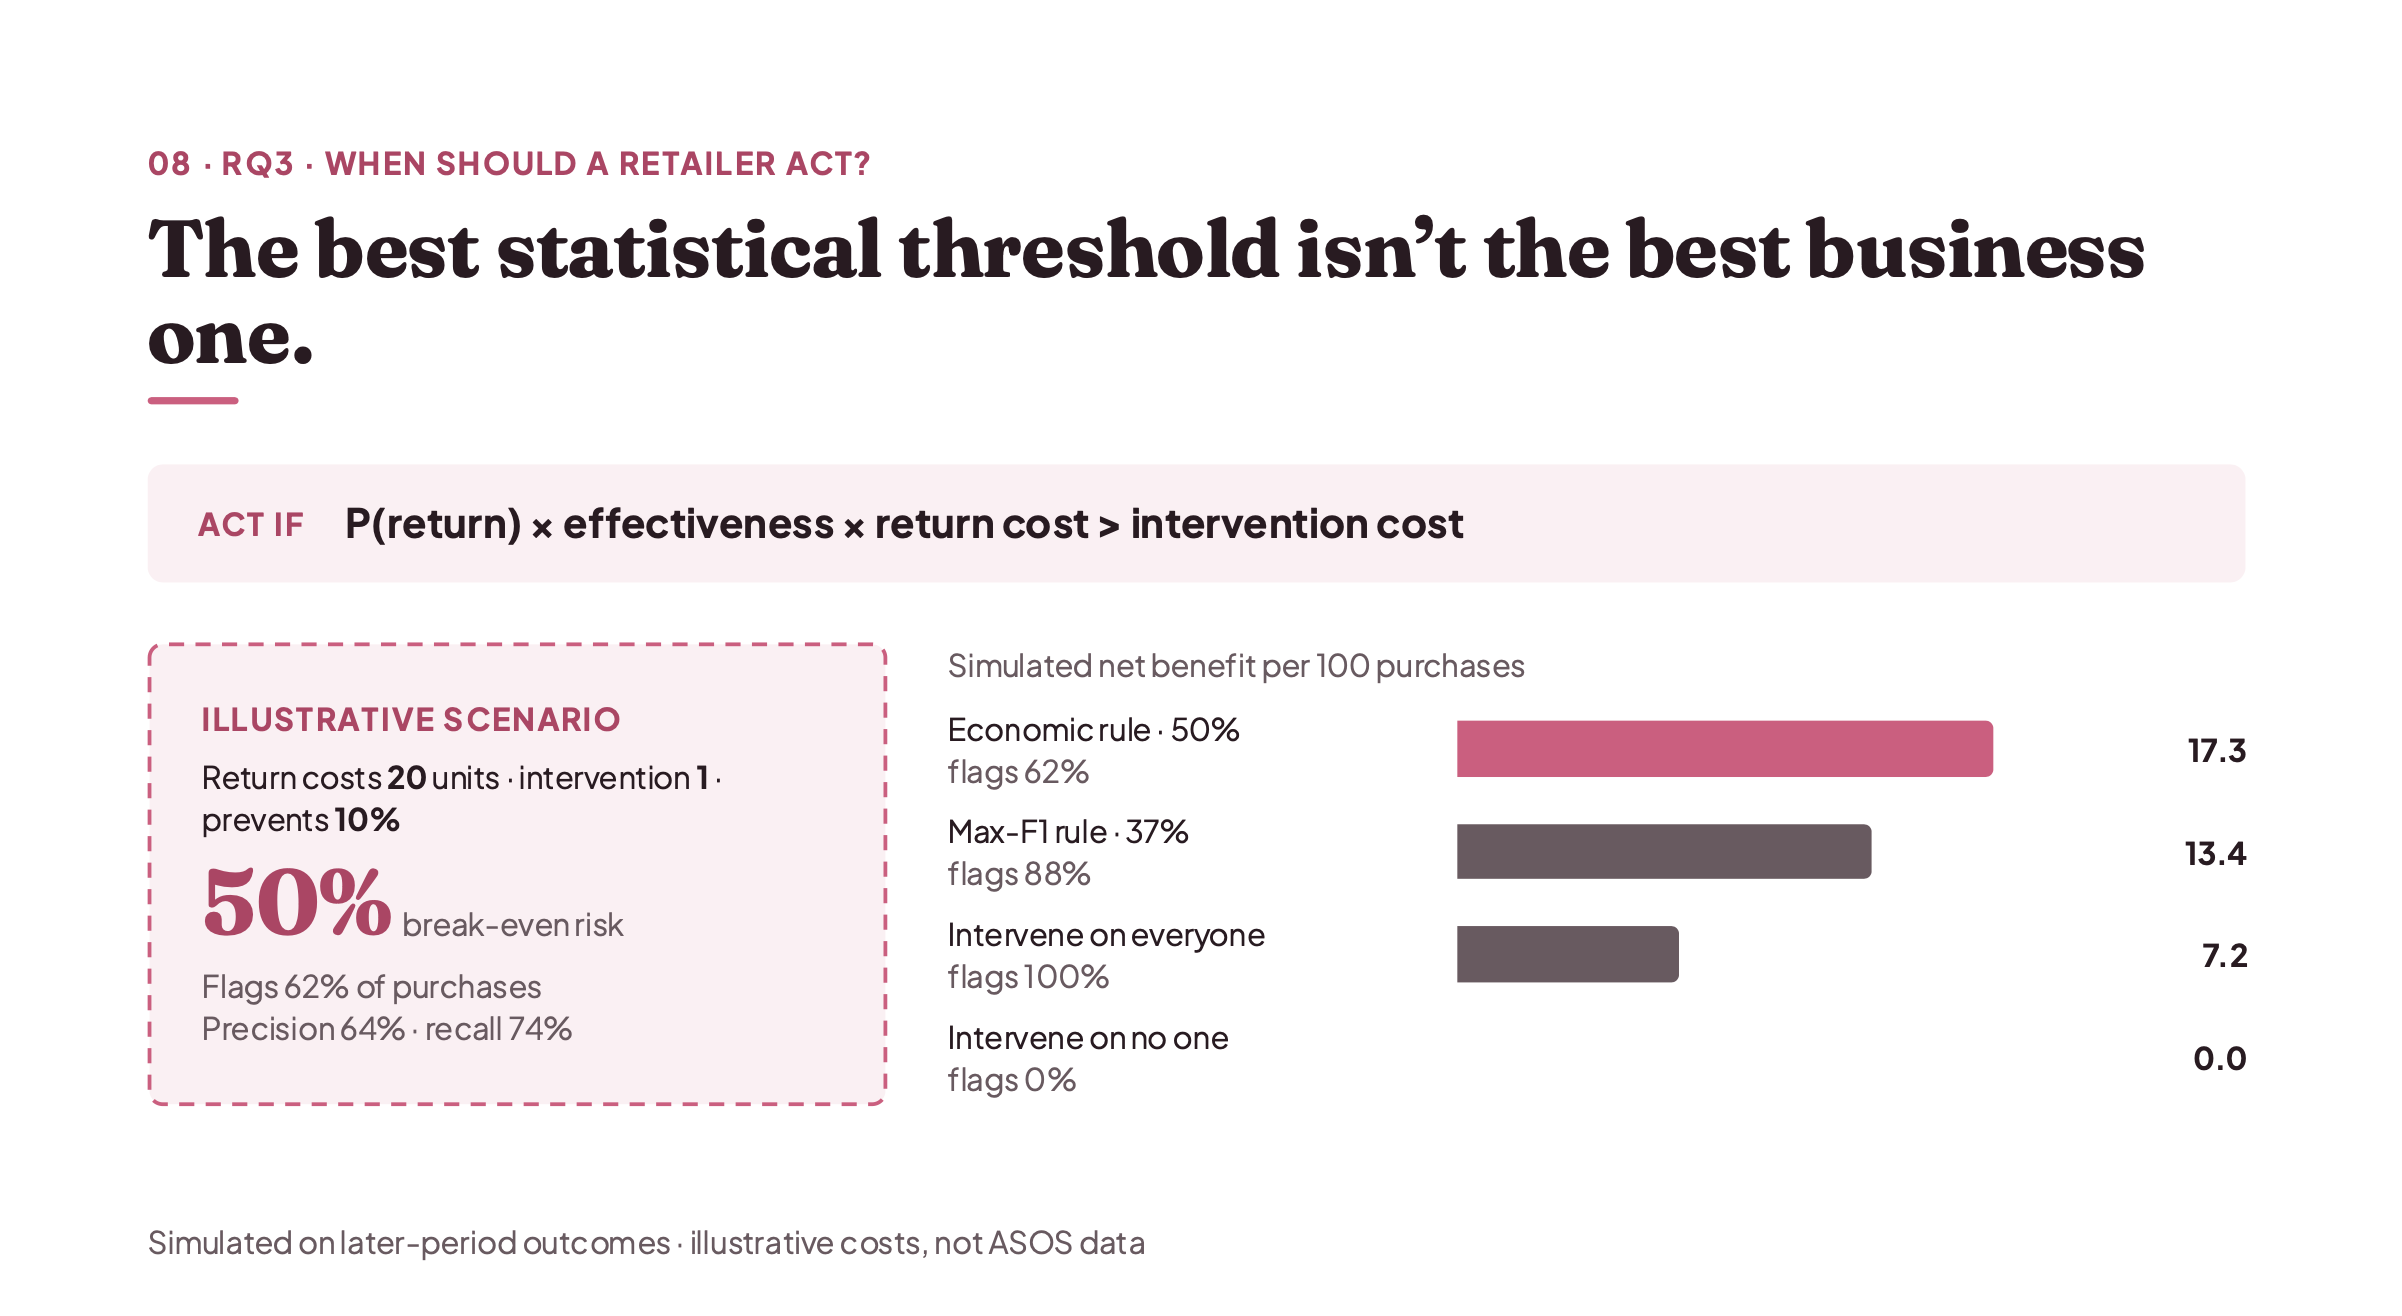 08 · RQ3 · WHEN SHOULD A RETAILER ACT?
The best statistical threshold isn’t the best business
one.
ACT IF P(return) × effectiveness × return cost > intervention cost
ILLUSTRATIVE SCENARIO
Return costs 20 units · intervention 1 ·
prevents 10%
50% break-even risk
Flags 62% of purchases
Precision 64% · recall 74%
Simulated net benefit per 100 purchases
Economic rule · 50%
flags 62%
17.3
Max-F1 rule · 37%
flags 88%
13.4
Intervene on everyone
flags 100%
7.2
Intervene on no one
flags 0%
0.0
Simulated on later-period outcomes · illustrative costs, not ASOS data